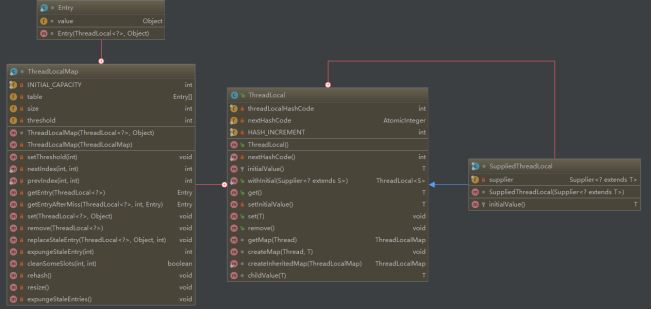 Entry
value Object
Entry(ThreadLocal<?>, Object)
ThreadLocalMap
INITIAL_CAPACITY int
table Entry[]
size int
threshold int
ThreadLocalMap(ThreadLocal<?>, Object)
ThreadLocalMap(ThreadLocalMap)
setThreshold(int) void
nextIndex(int, int) int
prevIndex(int, int) int
getEntry(ThreadLocal<?>) Entry
getEntryAfterMiss(ThreadLocal<?>, int, Entry) Entry
set(ThreadLocal<?>, Object) void
remove(ThreadLocal<?>) void
replaceStaleEntry(ThreadLocal<?>, Object, int) void
expungeStaleEntry(int) int
cleanSomeSlots(int, int) boolean
rehash() void
resize() void
expungeStaleEntries() void
ThreadLocal
threadLocalHashCode int
nextHashCode AtomicInteger
HASH_INCREMENT int
ThreadLocal()
nextHashCode() int
initialValue() T
withInitial(Supplier<? extends S>) ThreadLocal<S>
get() T
setInitialValue() T
set(T) void
remove() void
getMap(Thread) ThreadLocalMap
createMap(Thread, T) void
createInheritedMap(ThreadLocalMap) ThreadLocalMap
childValue(T) T
SuppliedThreadLocal
supplier Supplier<? extends T>
SuppliedThreadLocal(Supplier<? extends T>)
initialValue() T